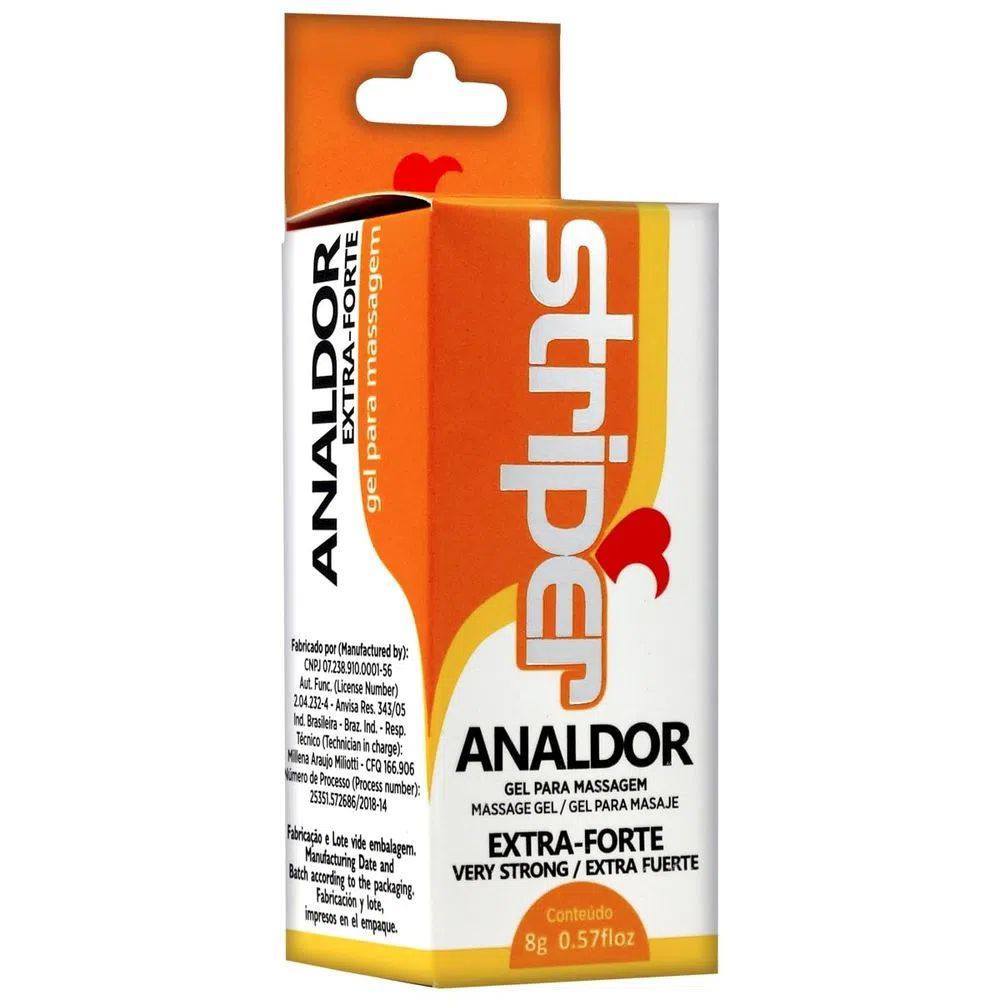 ANALDOR
EXTRA-FORTE
gel para massagem
Fabricado por (Manufactured by):
CNPJ 07.238.910.0001-56
Aut. Func. (License Number)
2.04.232-4 - Anvisa Res. 343/05
Ind. Brasileira - Braz. Ind. - Resp.
Técnico (Technician in charge):
Millena Araujo Miliotti - CFQ 166.906
Número de Processo (Process number):
25351.572686/2018-14
Fabricação e Lote vide embalagem.
Manufacturing Date and
Batch according to the packaging.
Fabricación y lote,
impresos en el empaque.
striper
ANALDOR
GEL PARA MASSAGEM
MASSAGE GEL / GEL PARA MASAJE
EXTRA-FORTE
VERY STRONG / EXTRA FUERTE
Conteúdo
8g 0.57floz